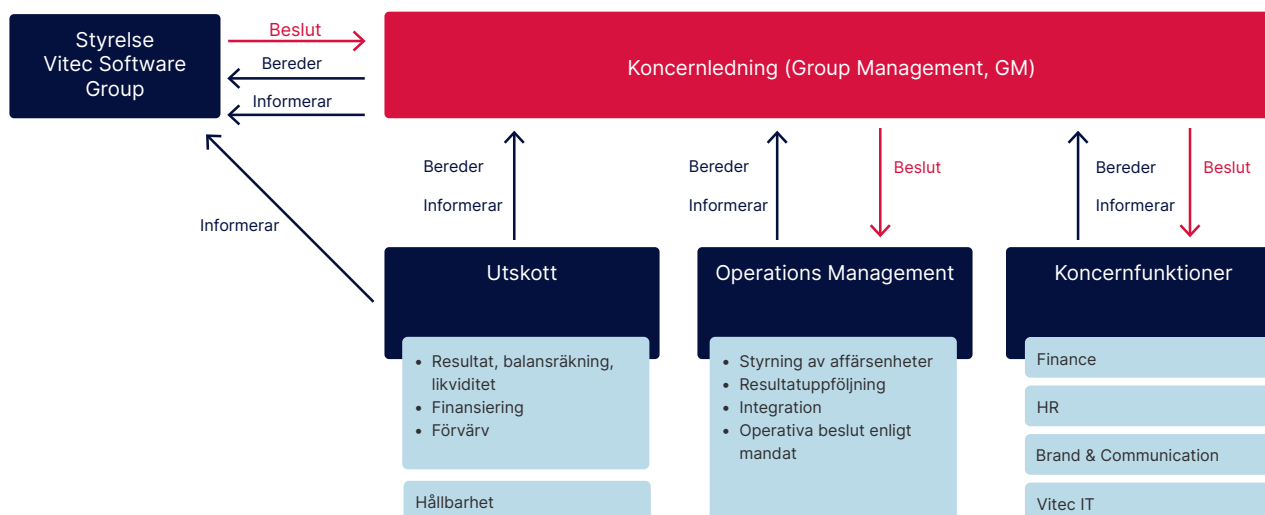 Styrelse
Vitec Software
Group
Beslut
Bereder
Informerar
Koncernledning (Group Management, GM)
Informerar
Bereder
Informerar
Bereder
Informerar
Beslut
Bereder
Informerar
Beslut
Utskott
• Resultat, balansräkning,
likviditet
• Finansiering
• Förvärv
Hållbarhet
Operations Management
• Styrning av affärsenheter
• Resultatuppföljning
• Integration
• Operativa beslut enligt
mandat
Koncernfunktioner
Finance
HR
Brand & Communication
Vitec IT